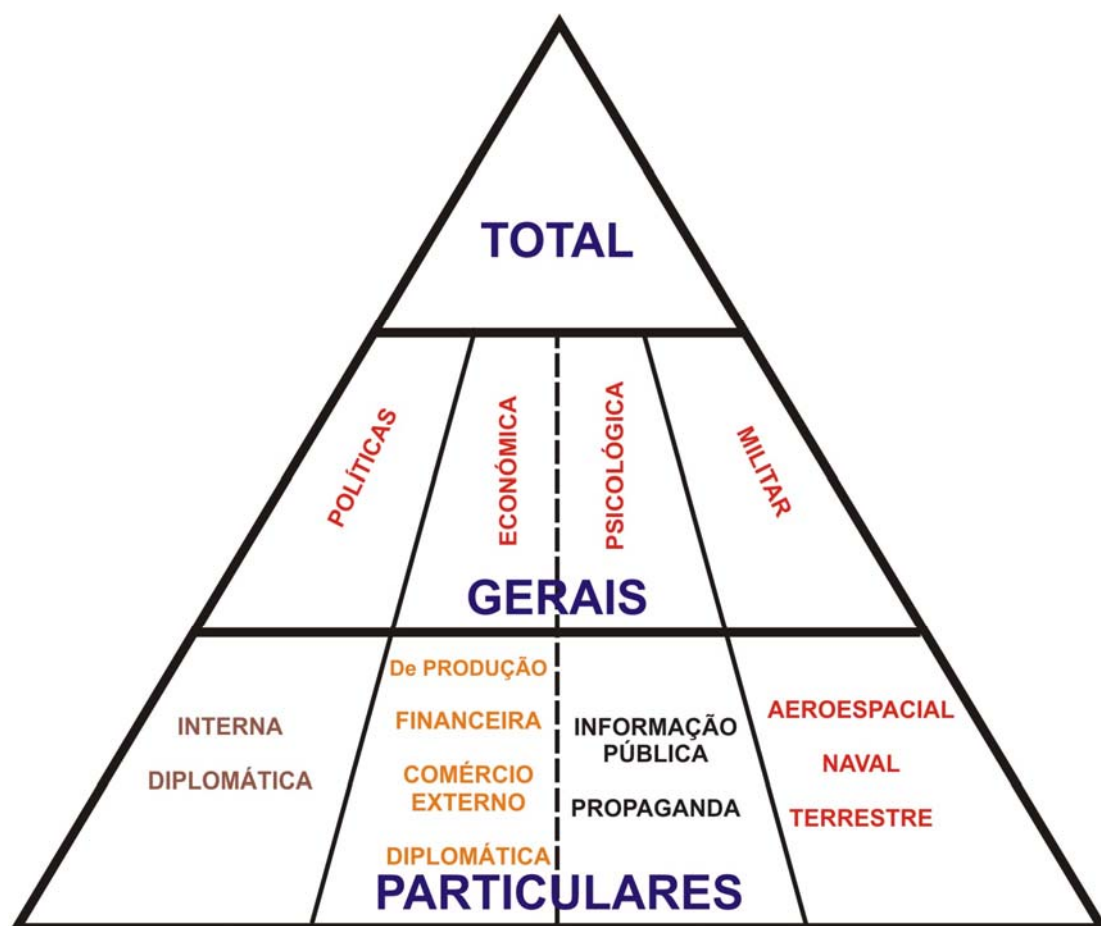 TOTAL
POLÍTICAS
ECONÓMICA
PSICOLÓGICA
MILITAR
GERAIS
INTERNA
DIPLOMÁTICA
De PRODUÇÃO
FINANCEIRA
COMÉRCIO
EXTERNO
DIPLOMÁTICA
INFORMAÇÃO
PÚBLICA
PROPAGANDA
AEROESPACIAL
NAVAL
TERRESTRE
PARTICULARES